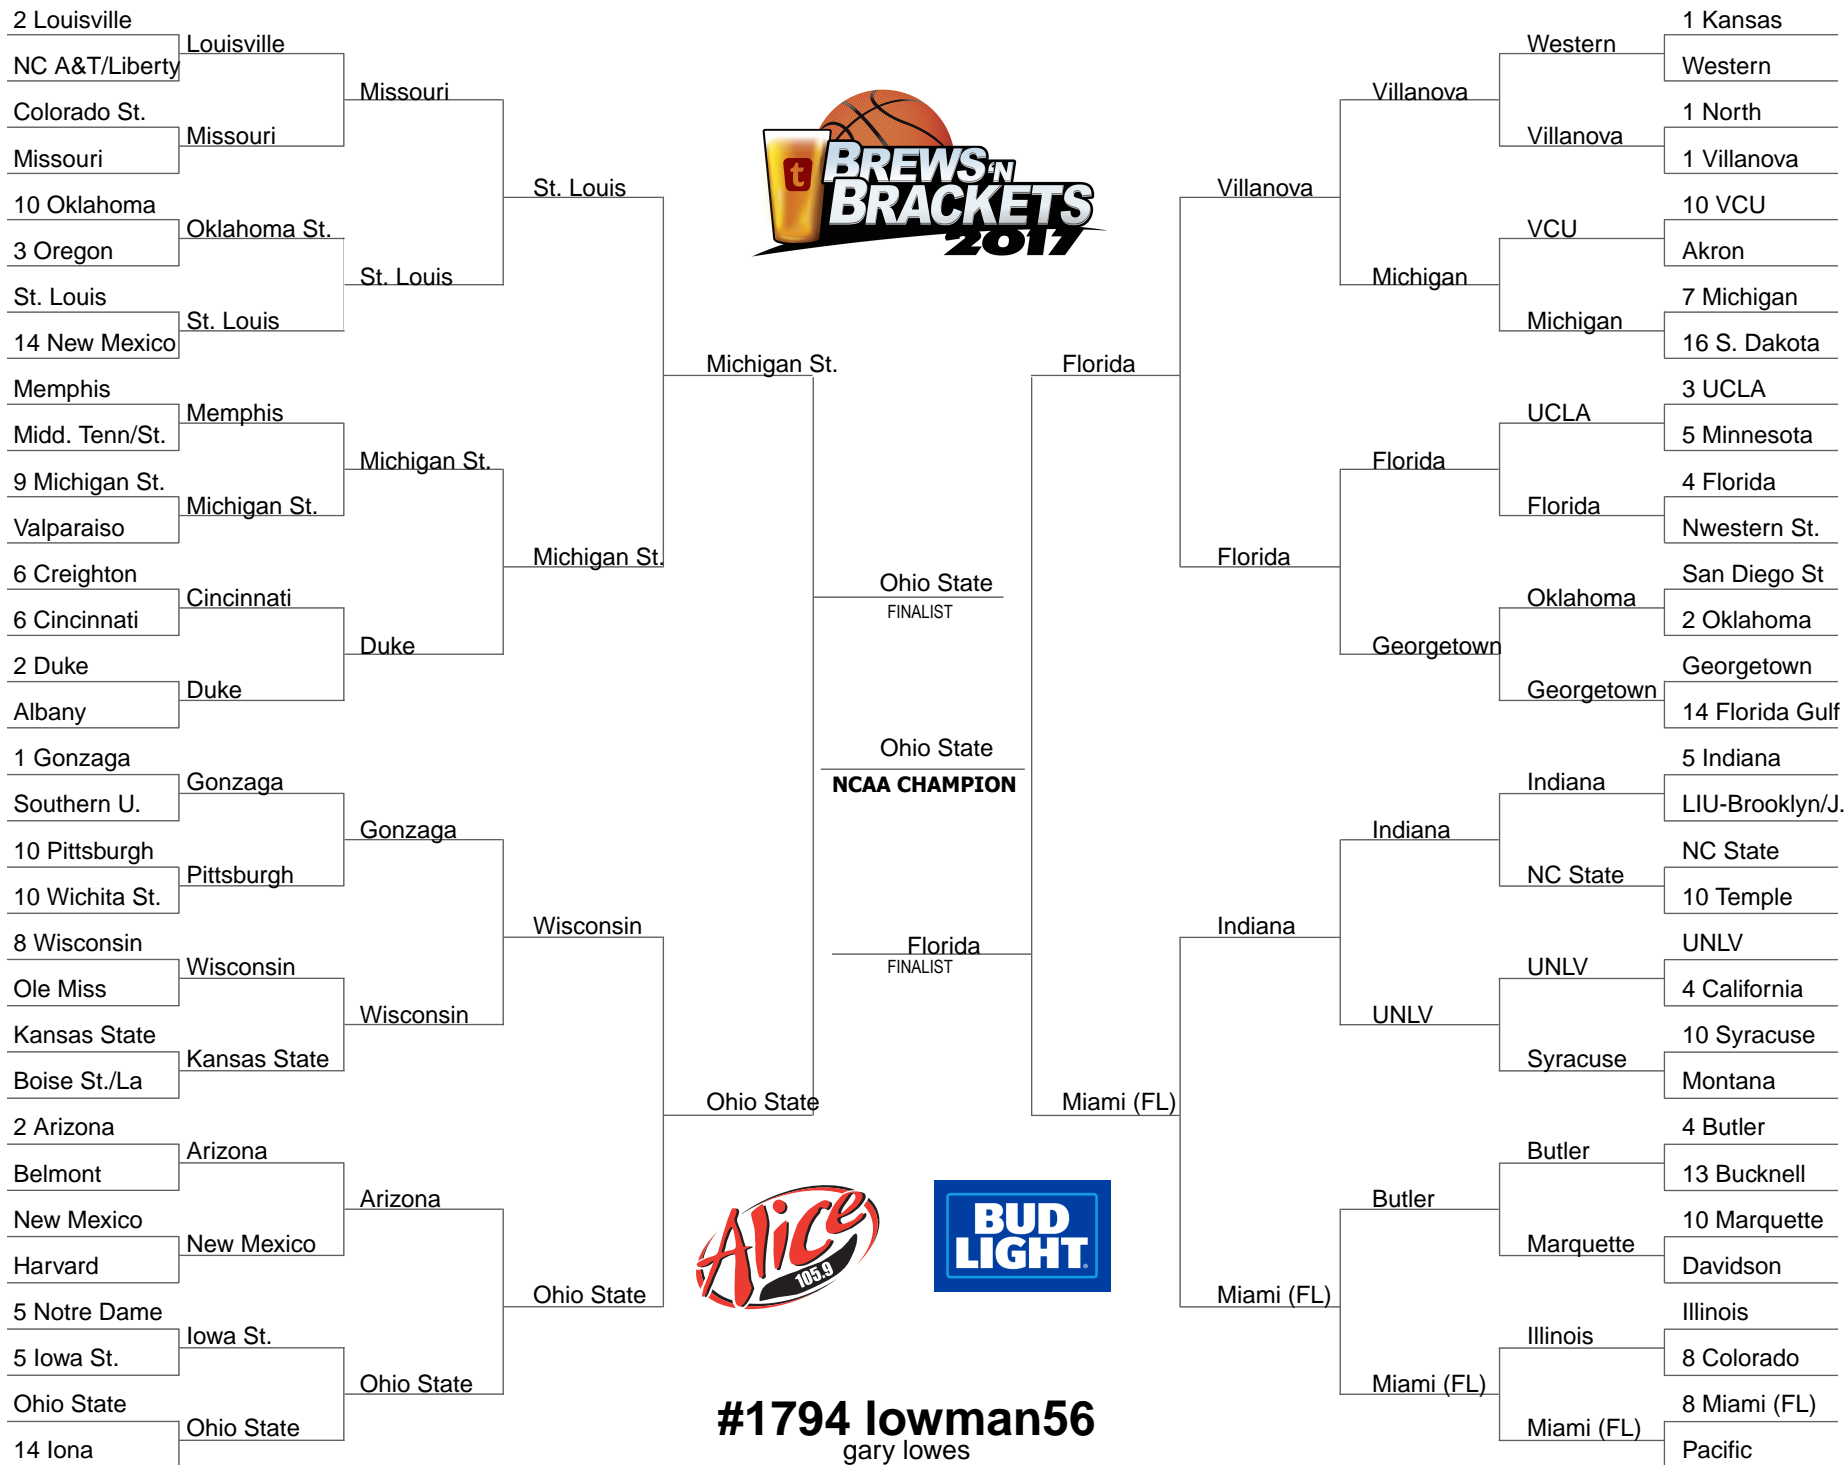 2 Louisville
NC A&T/Liberty
Colorado St.
Missouri
10 Oklahoma
3 Oregon
St. Louis
14 New Mexico
Memphis
Midd. Tenn/St.
9 Michigan St.
Valparaiso
6 Creighton
6 Cincinnati
2 Duke
Albany
1 Gonzaga
Southern U.
10 Pittsburgh
10 Wichita St.
8 Wisconsin
Ole Miss
Kansas State
Boise St./La
2 Arizona
Belmont
New Mexico
Harvard
5 Notre Dame
5 Iowa St.
Ohio State
14 Iona
Louisville
Missouri
Oklahoma St.
St. Louis
Memphis
Michigan St.
Cincinnati
Duke
Gonzaga
Pittsburgh
Wisconsin
Kansas State
Arizona
New Mexico
Iowa St.
Ohio State
Missouri
St. Louis
Michigan St.
Duke
Gonzaga
Wisconsin
Arizona
Ohio State
St. Louis
Michigan St.
Wisconsin
Ohio State
Michigan St.
Ohio State
t
BREWS 'N
BRACKETS
2017
Ohio State
FINALIST
Ohio State
NCAA CHAMPION
Florida
FINALIST
Alice
105.9
BUD
LIGHT
#1794 lowman56
gary lowes
Florida
Miami (FL)
Villanova
Florida
Indiana
Miami (FL)
Villanova
Michigan
Florida
Georgetown
Indiana
UNLV
Butler
Miami (FL)
Western
Villanova
VCU
Michigan
UCLA
Florida
Oklahoma
Georgetown
Indiana
NC State
UNLV
Syracuse
Butler
Marquette
Illinois
Miami (FL)
1 Kansas
Western
1 North
1 Villanova
10 VCU
Akron
7 Michigan
16 S. Dakota
3 UCLA
5 Minnesota
4 Florida
Nwestern St.
San Diego St
2 Oklahoma
Georgetown
14 Florida Gulf
5 Indiana
LIU-Brooklyn/J.
NC State
10 Temple
UNLV
4 California
10 Syracuse
Montana
4 Butler
13 Bucknell
10 Marquette
Davidson
Illinois
8 Colorado
8 Miami (FL)
Pacific